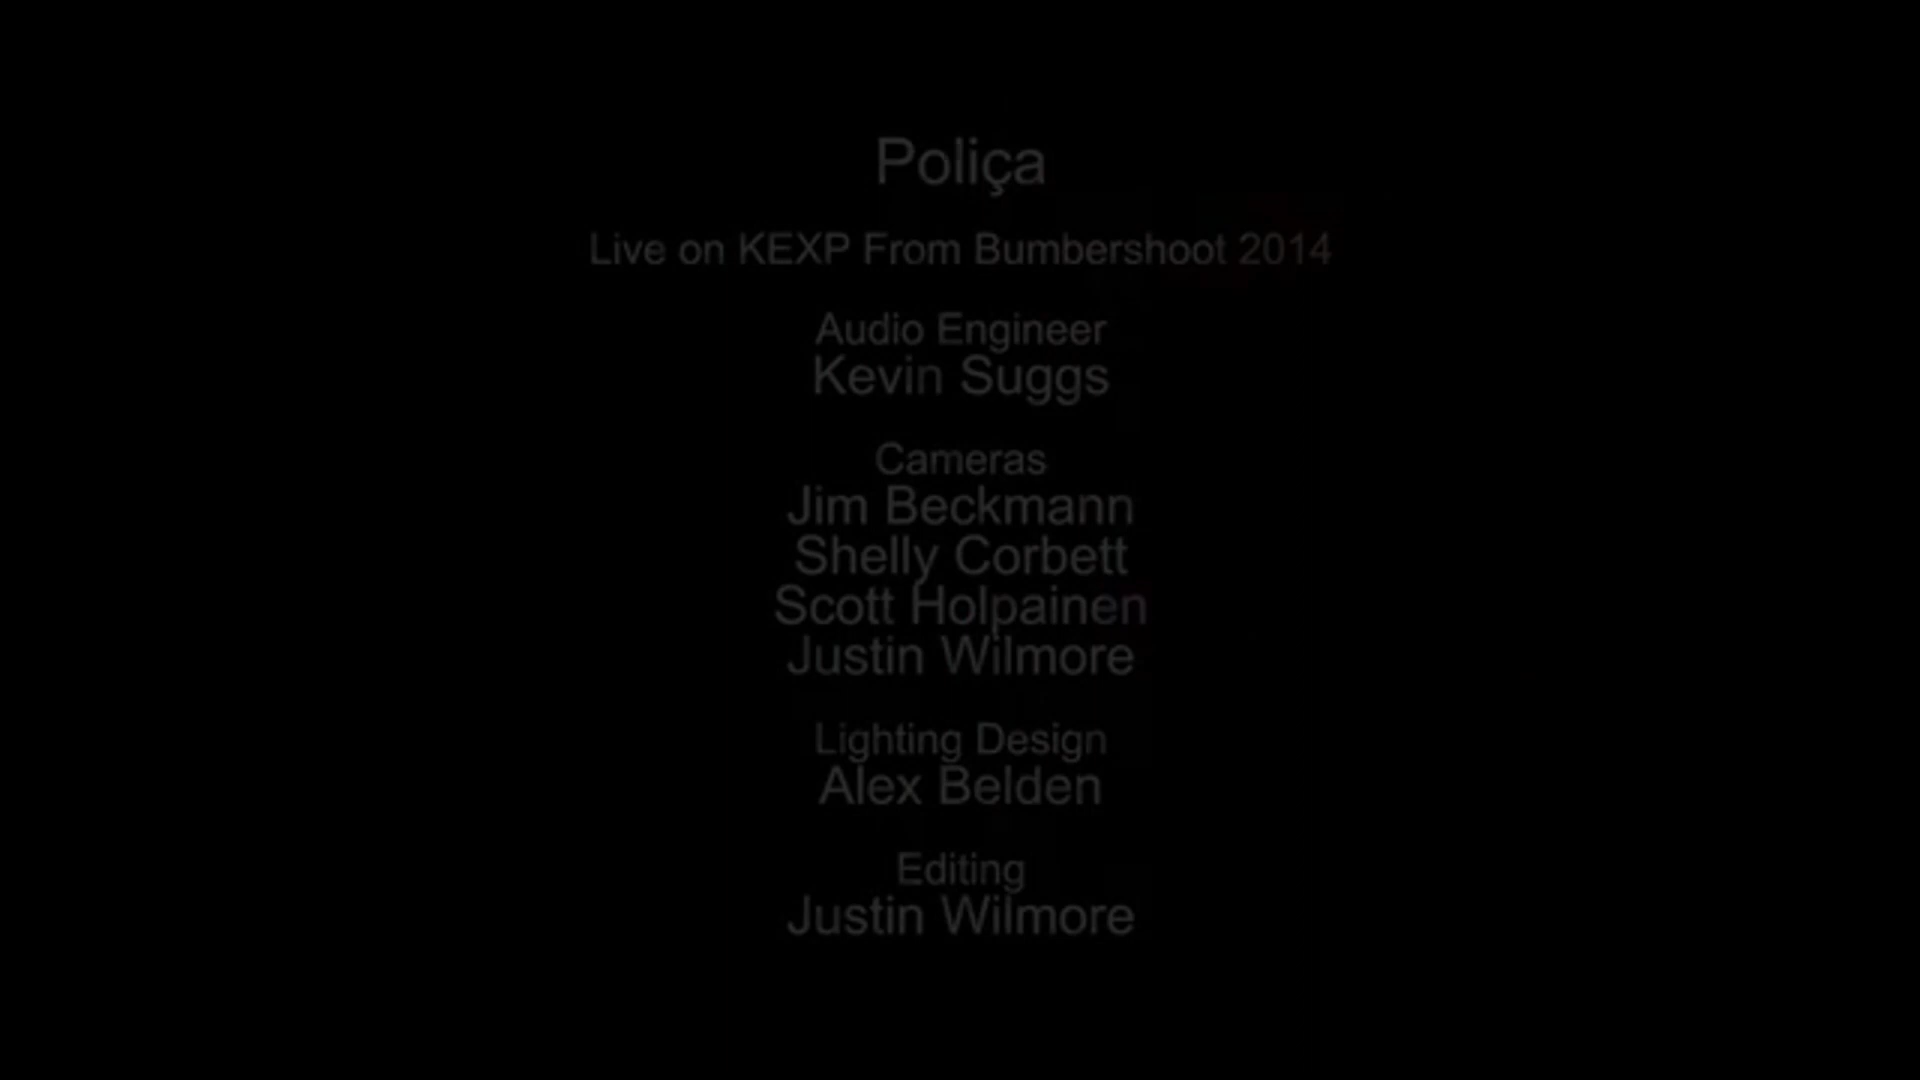 Poliça
Live on KEXP From Bumbershoot 2014
Audio Engineer
Kevin Suggs
Cameras
Jim Beckmann
Shelly Corbett
Scott Holpainen
Justin Wilmore
Lighting Design
Alex Belden
Editing
Justin Wilmore